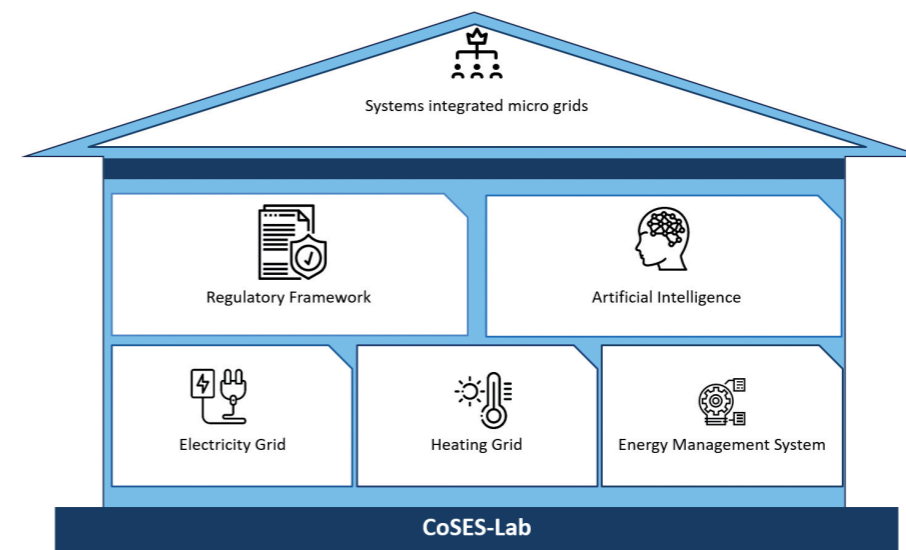 Systems integrated micro grids
Regulatory Framework
Artificial Intelligence
Electricity Grid
Heating Grid
Energy Management System
CoSES-Lab